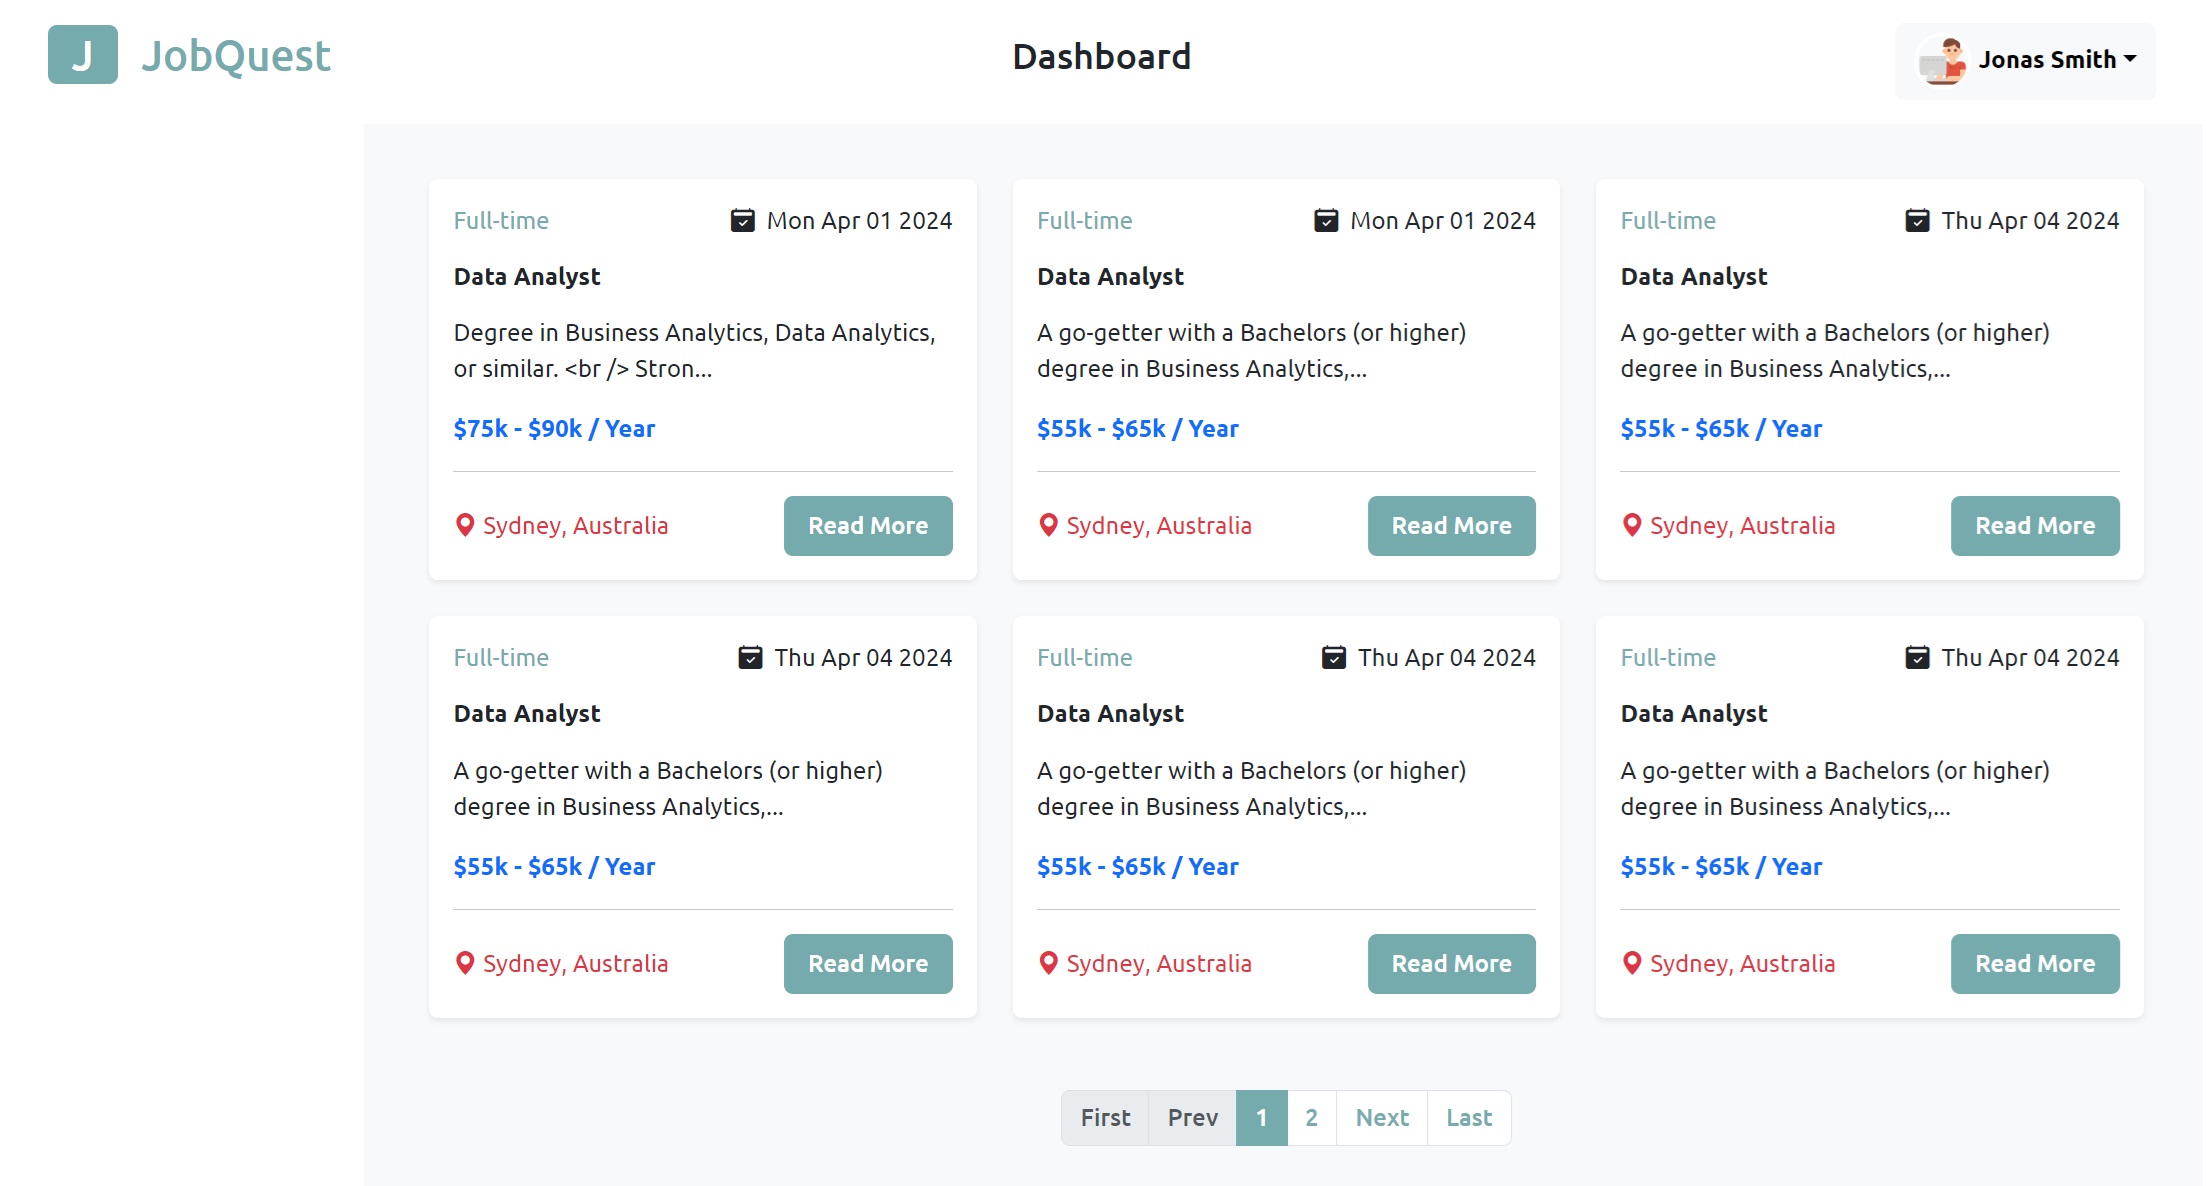 J JobQuest
Dashboard
Jonas Smith
Full-time Mon Apr 01 2024
Data Analyst
Degree in Business Analytics, Data Analytics,
or similar. <br /> Stron...
$75k - $90k / Year
Sydney, Australia Read More
Full-time Mon Apr 01 2024
Data Analyst
A go-getter with a Bachelors (or higher)
degree in Business Analytics,...
$55k - $65k / Year
Sydney, Australia Read More
Full-time Thu Apr 04 2024
Data Analyst
A go-getter with a Bachelors (or higher)
degree in Business Analytics,...
$55k - $65k / Year
Sydney, Australia Read More
Full-time Thu Apr 04 2024
Data Analyst
A go-getter with a Bachelors (or higher)
degree in Business Analytics,...
$55k - $65k / Year
Sydney, Australia Read More
Full-time Thu Apr 04 2024
Data Analyst
A go-getter with a Bachelors (or higher)
degree in Business Analytics,...
$55k - $65k / Year
Sydney, Australia Read More
Full-time Thu Apr 04 2024
Data Analyst
A go-getter with a Bachelors (or higher)
degree in Business Analytics,...
$55k - $65k / Year
Sydney, Australia Read More
First Prev 1 2 Next Last